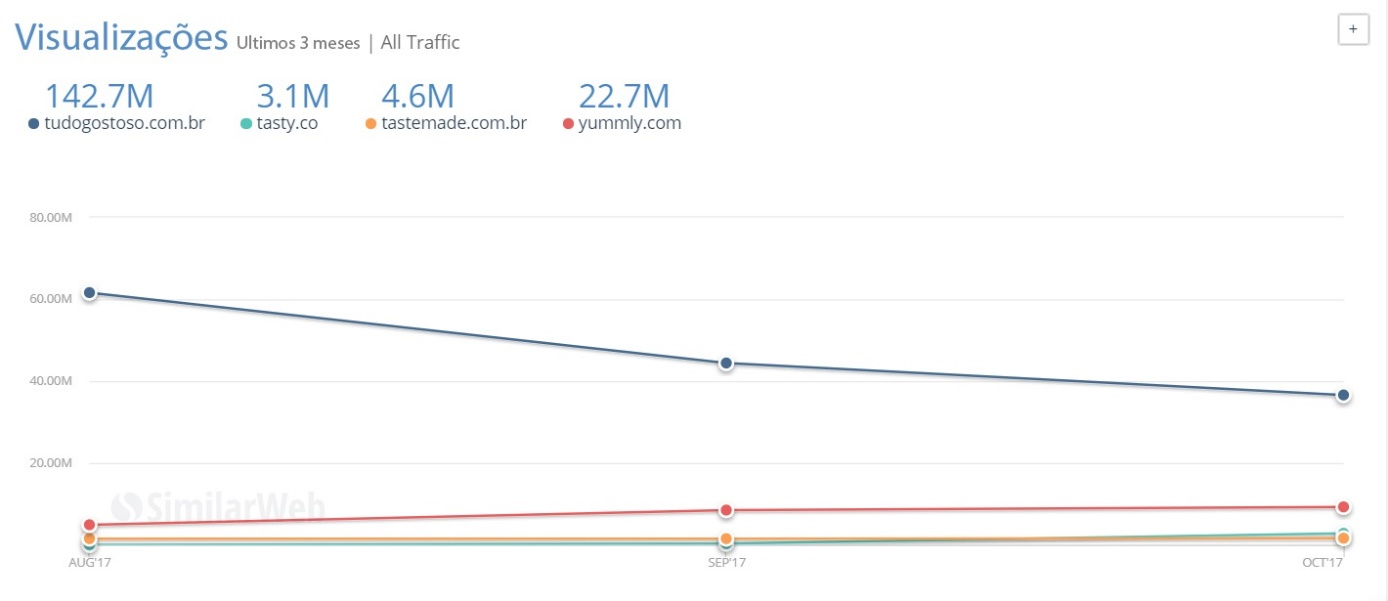 Visualizações Ultimos 3 meses | All Traffic
+
142.7M 3.1M 4.6M 22.7M
tudogostoso.com.br tasty.co tastemade.com.br yummly.com
80.00M
60.00M
40.00M
20.00M
SimilarWeb
AUG'17 SEP'17 OCT'17